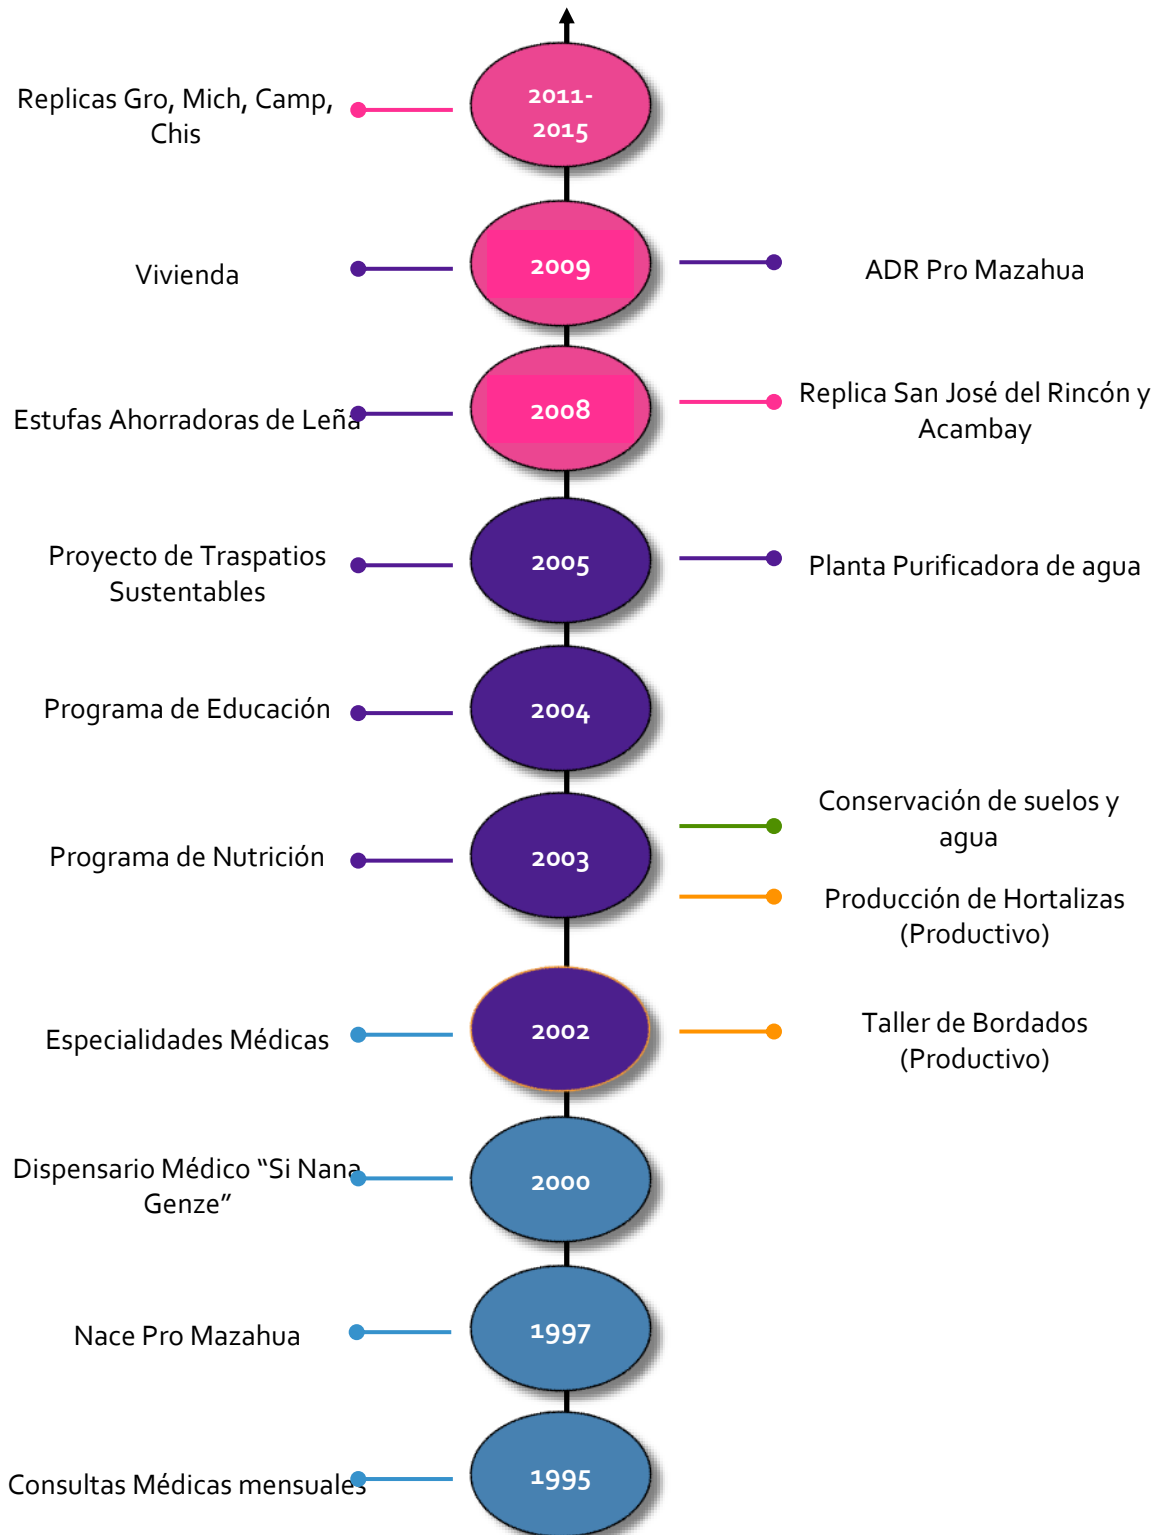 Replicas Gro, Mich, Camp,
Chis
2011-
2015
Vivienda
2009
ADR Pro Mazahua
Estufas Ahorradoras de Leña
2008
Replica San José del Rincón y
Acambay
Proyecto de Traspatios
Sustentables
2005
Planta Purificadora de agua
Programa de Educación
2004
Programa de Nutrición
2003
Conservación de suelos y
agua
Producción de Hortalizas
(Productivo)
Especialidades Médicas
2002
Taller de Bordados
(Productivo)
Dispensario Médico “Si Nana
Genze”
2000
Nace Pro Mazahua
1997
Consultas Médicas mensuales
1995